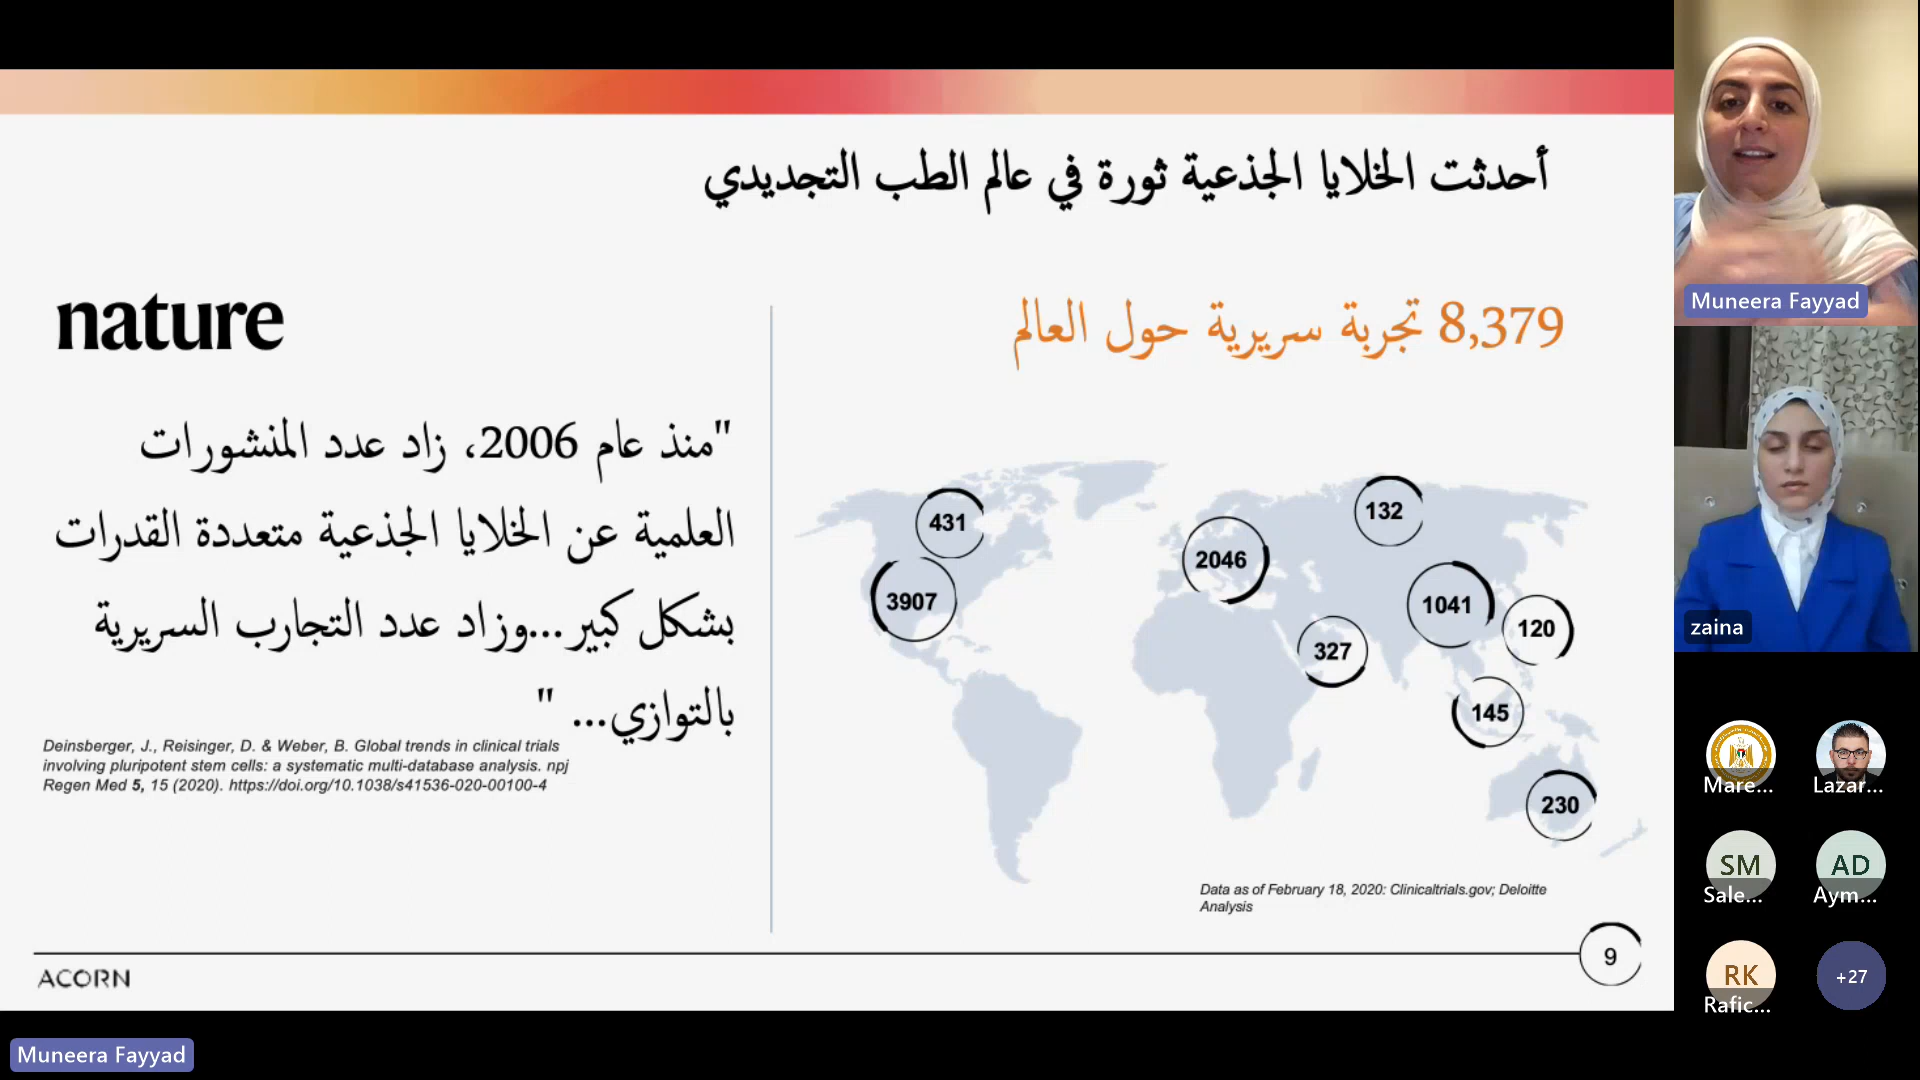 أحدثت الخلايا الجذعية ثورة في عالم الطب التجديدي
8,379 تجربة سريرية حول العالم
431
3907
2046
132
1041
120
327
145
230
Data as of February 18, 2020: Clinicaltrials.gov; Deloitte
Analysis
nature
"منذ عام 2006، زاد عدد المنشورات
العلمية عن الخلايا الجذعية متعددة القدرات
بشكل كبير...وزاد عدد التجارب السريرية
بالتوازي... "
Deinsberger, J., Reisinger, D. & Weber, B. Global trends in clinical trials
involving pluripotent stem cells: a systematic multi-database analysis. npj
Regen Med 5, 15 (2020). https://doi.org/10.1038/s41536-020-00100-4
ACORN
9
Muneera Fayyad
Muneera Fayyad
zaina
Mare...
Lazar...
SM
Sale...
AD
Aym...
RK
Rafic...
+27